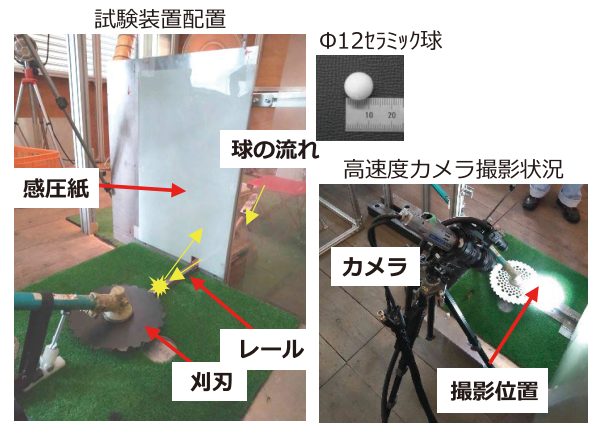 試験装置配置
Φ12ｾﾗﾐｯｸ球
10 20
球の流れ
感圧紙
高速度カメラ撮影状況
カメラ
レール
刈刃
撮影位置